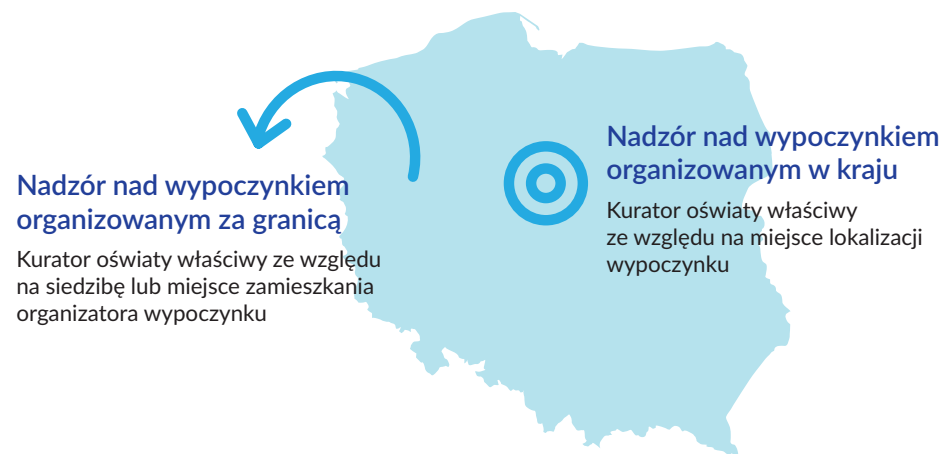 Nadzór nad wypoczynkiem
organizowanym za granicą
Kurator oświaty właściwy ze względu
na siedzibę lub miejsce zamieszkania
organizatora wypoczynku
Nadzór nad wypoczynkiem
organizowanym w kraju
Kurator oświaty właściwy
ze względu na miejsce lokalizacji
wypoczynku